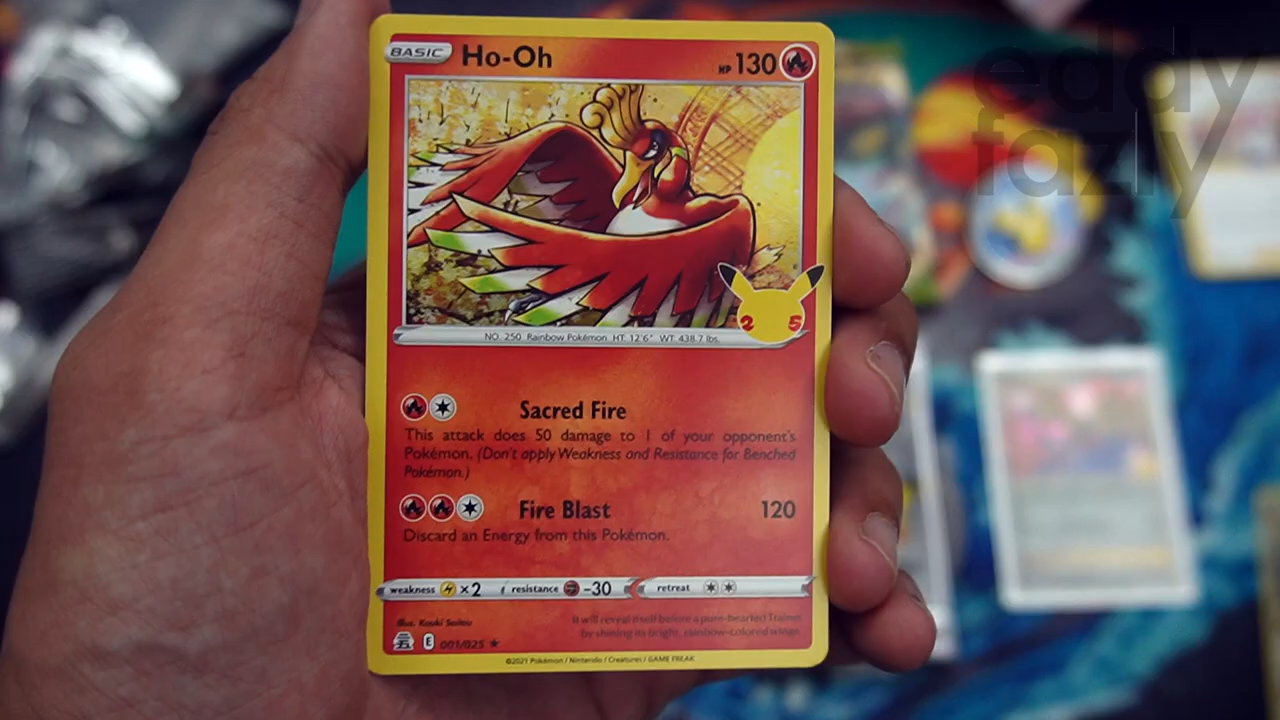 eddy
fazly
BASIC Ho-Oh HP 130
25
NO. 250 Rainbow Pokémon HT: 12'6" WT: 438.7 lbs.
Sacred Fire
This attack does 50 damage to 1 of your opponent's
Pokémon. (Don't apply Weakness and Resistance for Benched
Pokémon.)
Fire Blast 120
Discard an Energy from this Pokémon.
weakness ×2 resistance -30 retreat
Illus. Kouki Saitou
It will reveal itself before a pure-hearted Trainer
by shining its bright, rainbow-colored wings.
E 001/025 ★
©2021 Pokémon / Nintendo / Creatures / GAME FREAK